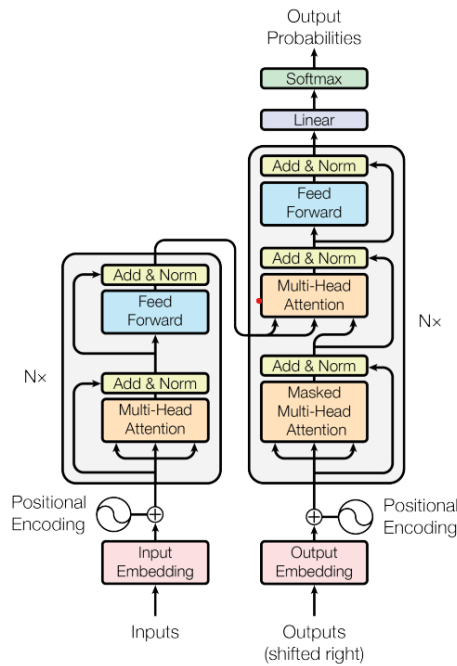 Output
Probabilities
Softmax
Linear
Add & Norm
Feed
Forward
Add & Norm
Multi-Head
Attention
Add & Norm
Masked
Multi-Head
Attention
N×
Add & Norm
Feed
Forward
Add & Norm
Multi-Head
Attention
N×
Positional
Encoding
Positional
Encoding
Input
Embedding
Output
Embedding
Inputs
Outputs
(shifted right)